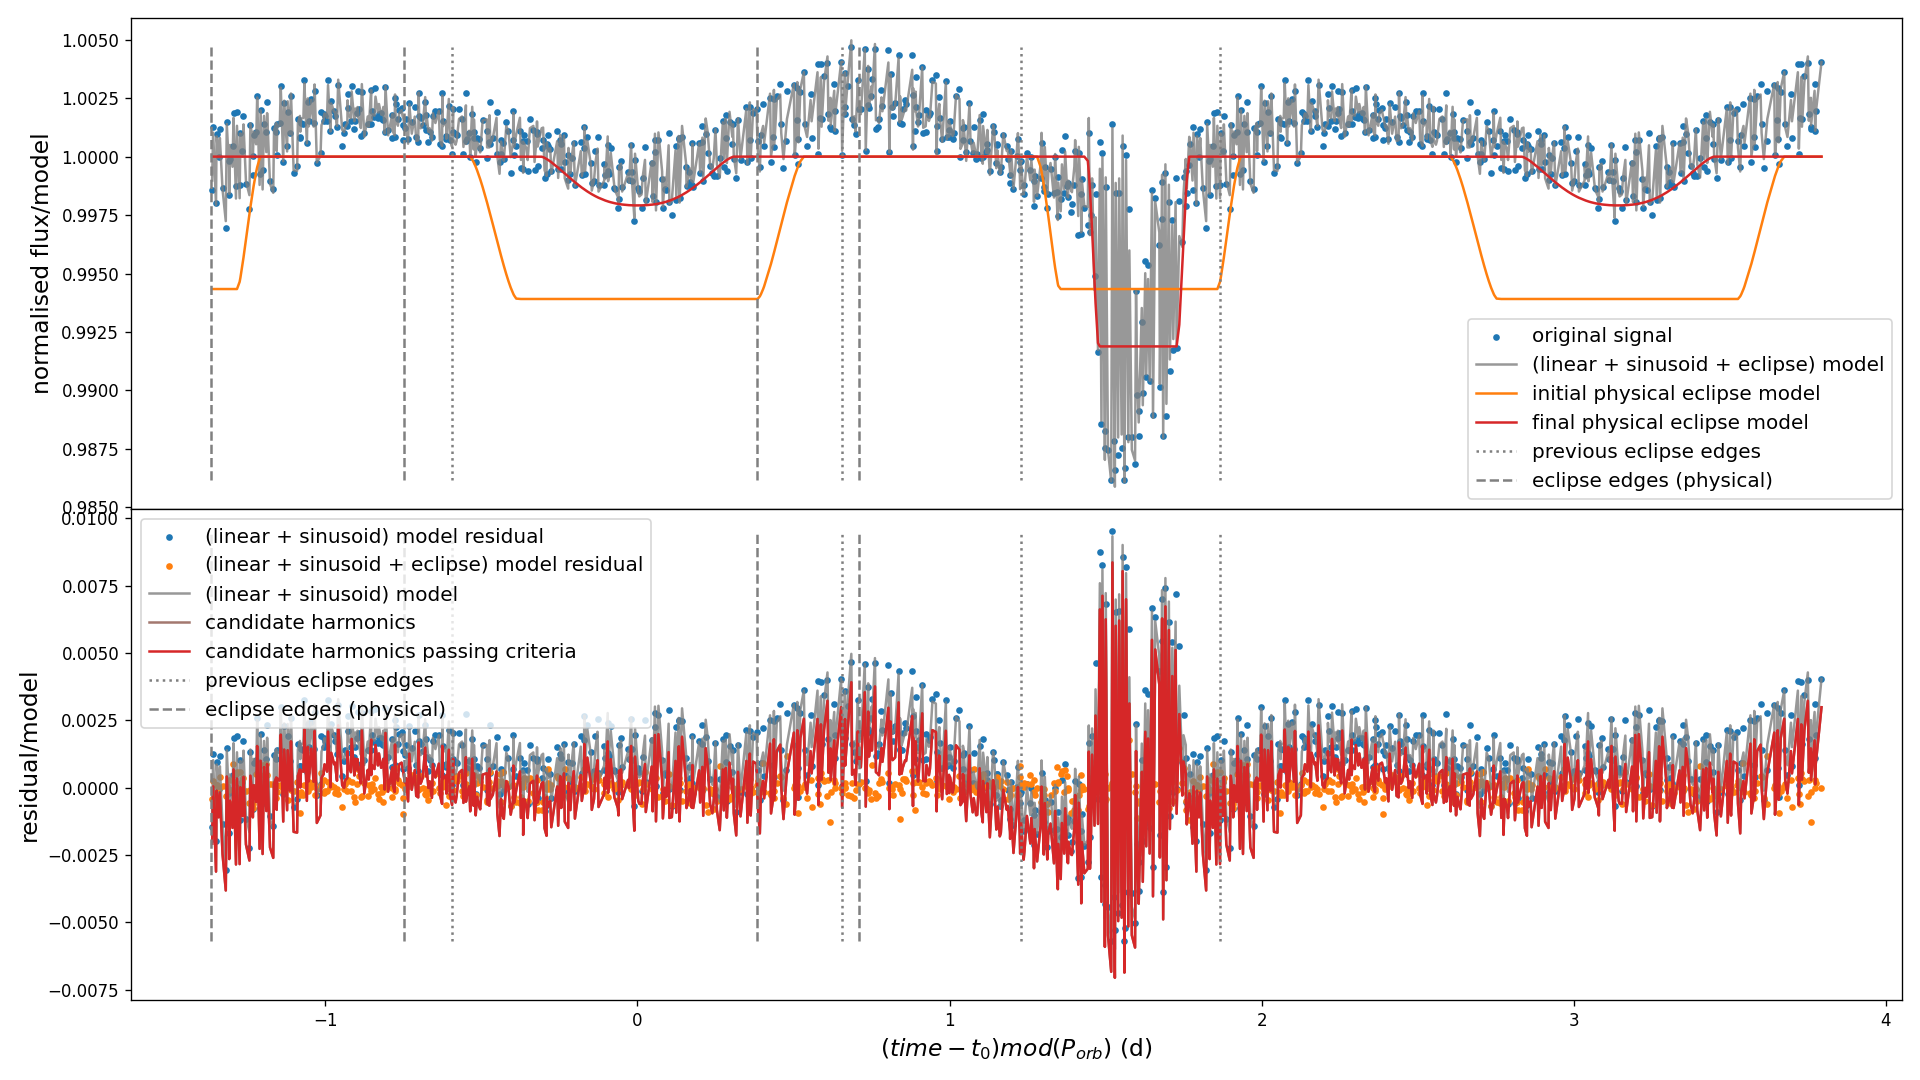 normalised flux/model
1.0050
1.0025
1.0000
0.9975
0.9950
0.9925
0.9900
0.9875
0.9850
original signal
(linear + sinusoid + eclipse) model
initial physical eclipse model
final physical eclipse model
previous eclipse edges
eclipse edges (physical)
residual/model
0.0100
0.0075
0.0050
0.0025
0.0000
−0.0025
−0.0050
−0.0075
(linear + sinusoid) model residual
(linear + sinusoid + eclipse) model residual
(linear + sinusoid) model
candidate harmonics
candidate harmonics passing criteria
previous eclipse edges
eclipse edges (physical)
−1 0 1 2 3 4
(time − t₀)mod(P_orb) (d)